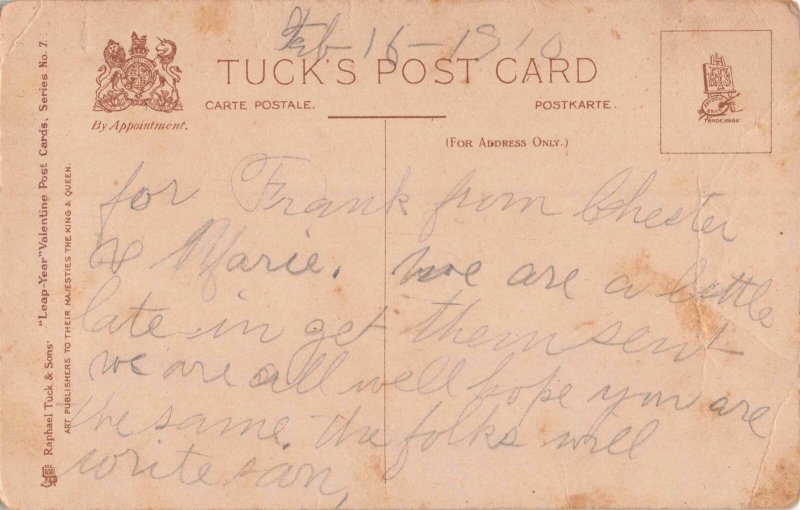 Feb 16-1910
TUCK'S POST CARD
CARTE POSTALE.
POSTKARTE.
By Appointment.
(FOR ADDRESS ONLY.)
TRADE MARK
Raphael Tuck & Sons' "Leap-Year" Valentine Post Cards, Series No. 7.
ART PUBLISHERS TO THEIR MAJESTIES THE KING & QUEEN.
for Frank from Chester
& Marie. We are a little
late in get them sent
we are all well hope you are
the same. the folks will
write